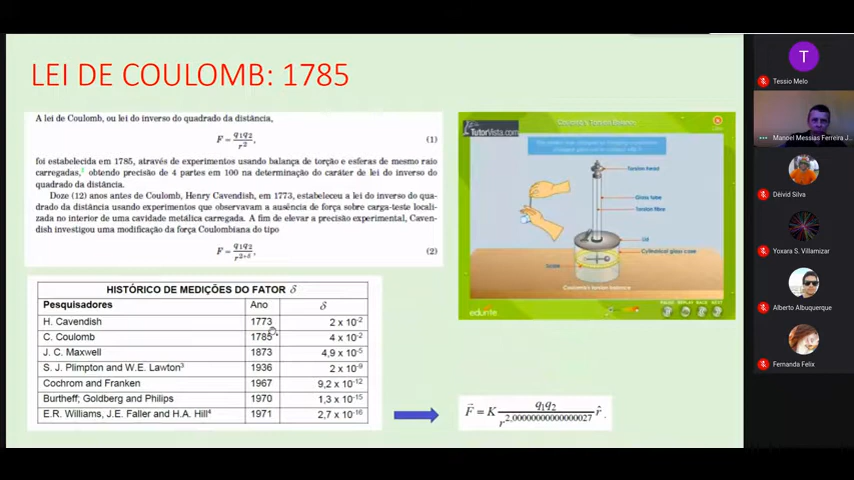 LEI DE COULOMB: 1785
A lei de Coulomb, ou lei do inverso do quadrado da distância,
F = q₁q₂ / r², (1)
foi estabelecida em 1785, através de experimentos usando balança de torção e esferas de mesmo raio
carregadas,² obtendo precisão de 4 partes em 100 na determinação do caráter de lei do inverso do
quadrado da distância.
Doze (12) anos antes de Coulomb, Henry Cavendish, em 1773, estabeleceu a lei do inverso do qua-
drado da distância usando experimentos que observavam a ausência de força sobre carga-teste locali-
zada no interior de uma cavidade metálica carregada. A fim de elevar a precisão experimental, Caven-
dish investigou uma modificação da força Coulombiana do tipo
F = q₁q₂ / r²⁺ᵟ, (2)
HISTÓRICO DE MEDIÇÕES DO FATOR δ
Pesquisadores Ano δ
H. Cavendish 1773 2 x 10⁻²
C. Coulomb 1785 4 x 10⁻²
J. C. Maxwell 1873 4,9 x 10⁻⁵
S. J. Plimpton and W.E. Lawton³ 1936 2 x 10⁻⁹
Cochrom and Franken 1967 9,2 x 10⁻¹²
Burtheff; Goldberg and Philips 1970 1,3 x 10⁻¹⁵
E.R. Williams, J.E. Faller and H.A. Hill⁴ 1971 2,7 x 10⁻¹⁶
Coulomb's Torsion Balance
TutorVista.com
Torsion head
Glass tube
Torsion fibre
Lid
Cylindrical glass case
Scale
Coulomb's torsion balance
edurite
PAUSE REPLAY BACK NEXT
F = K q₁q₂ / r^2,0000000000000027 r̂ .
T
Tessio Melo
Manoel Messias Ferreira J...
Déivid Silva
Yoxara S. Villamizar
Alberto Albuquerque
Fernanda Felix